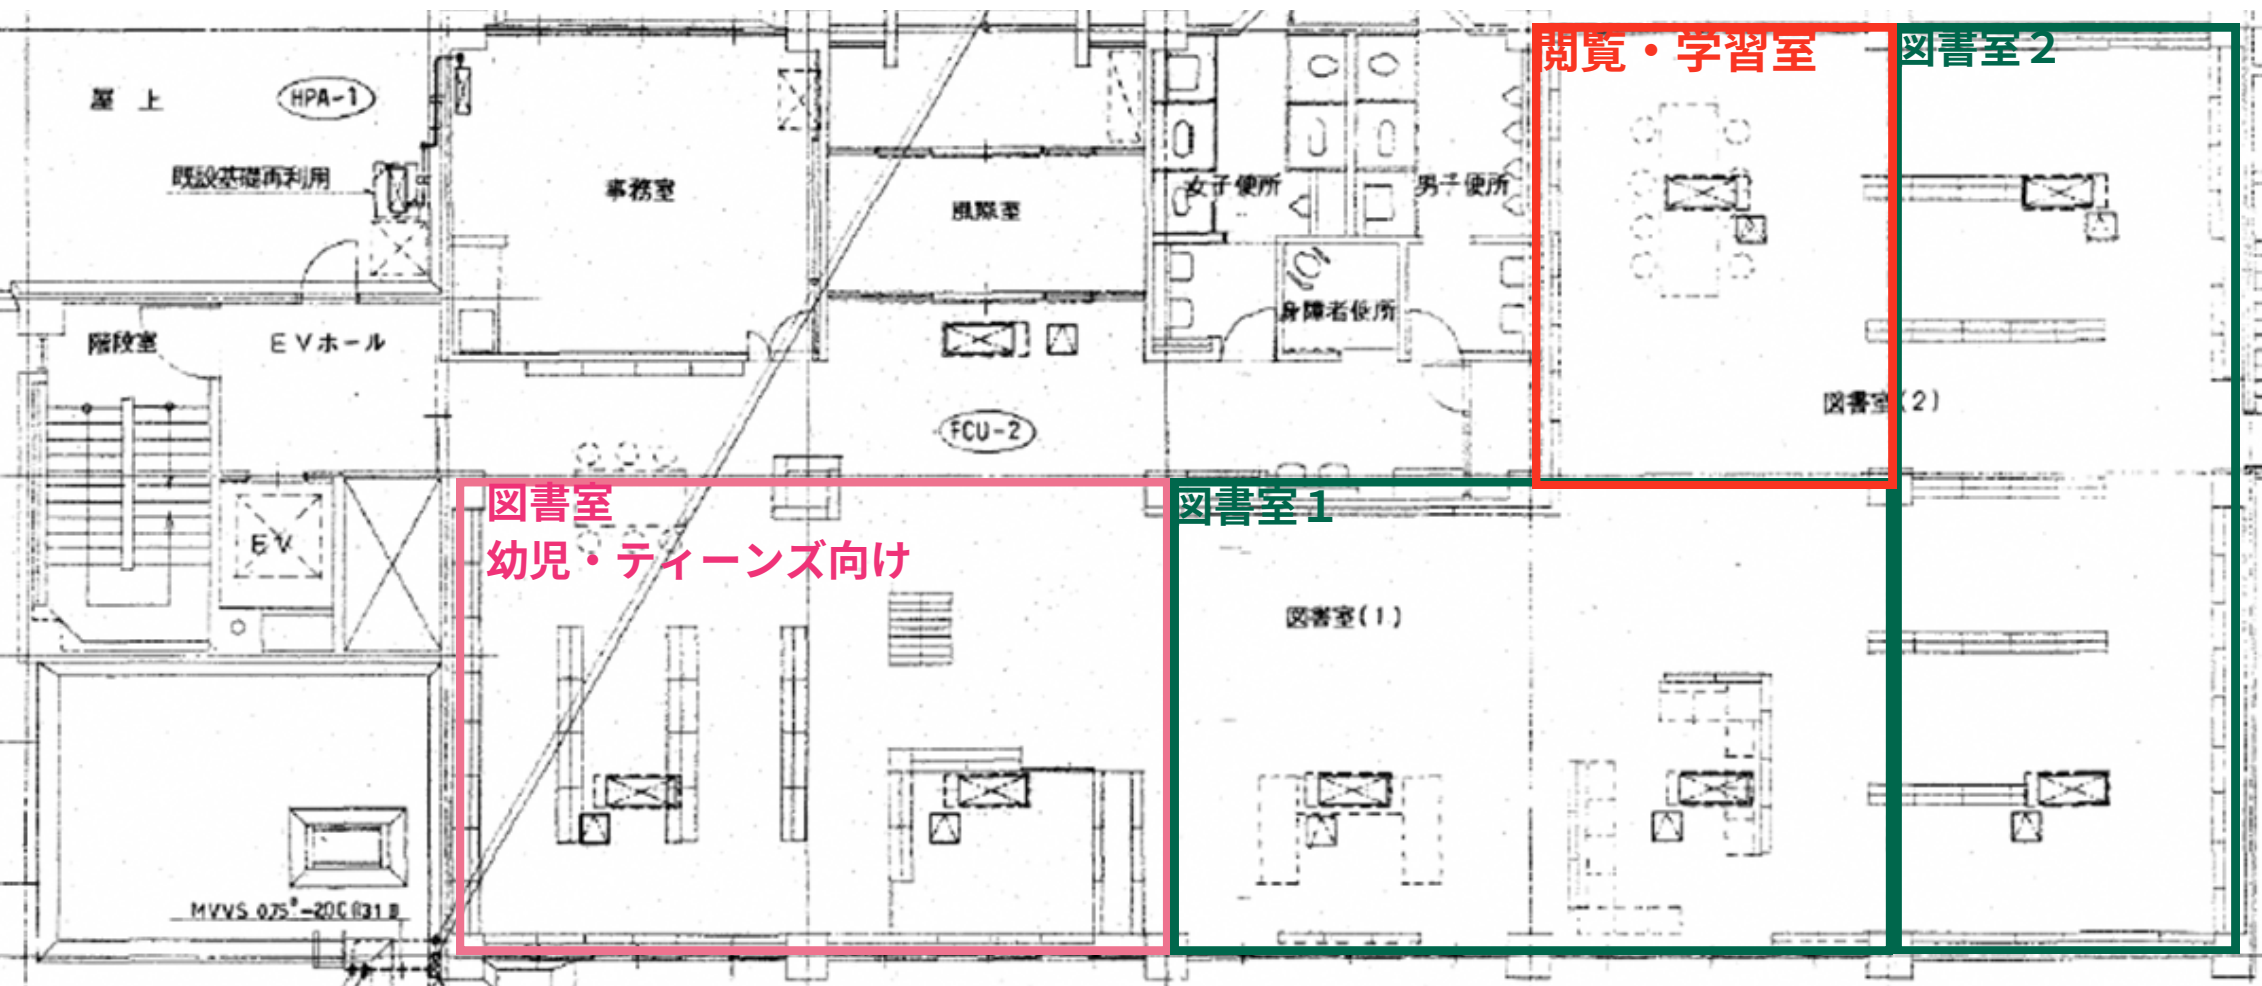 閲覧・学習室
図書室２
屋上
HPA-1
既設基礎再利用
事務室
風除室
女子便所
男子便所
身障者便所
階段室
EVホール
図書室(2)
FCU-2
図書室
幼児・ティーンズ向け
図書室１
EV
図書室(1)